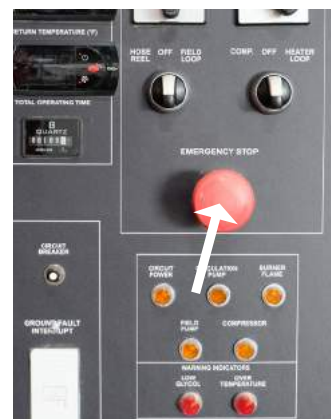 RETURN TEMPERATURE (°F)
HOSE OFF FIELD
REEL LOOP
COMP. OFF HEATER
LOOP
TOTAL OPERATING TIME
QUARTZ
EMERGENCY STOP
CIRCUIT
BREAKER
CIRCUIT
POWER
CULATION
PUMP
BURNER
FLAME
GROUND FAULT
INTERRUPT
FIELD
PUMP
COMPRESSOR
WARNING INDICATORS
LOW
GLYCOL
OVER
TEMPERATURE